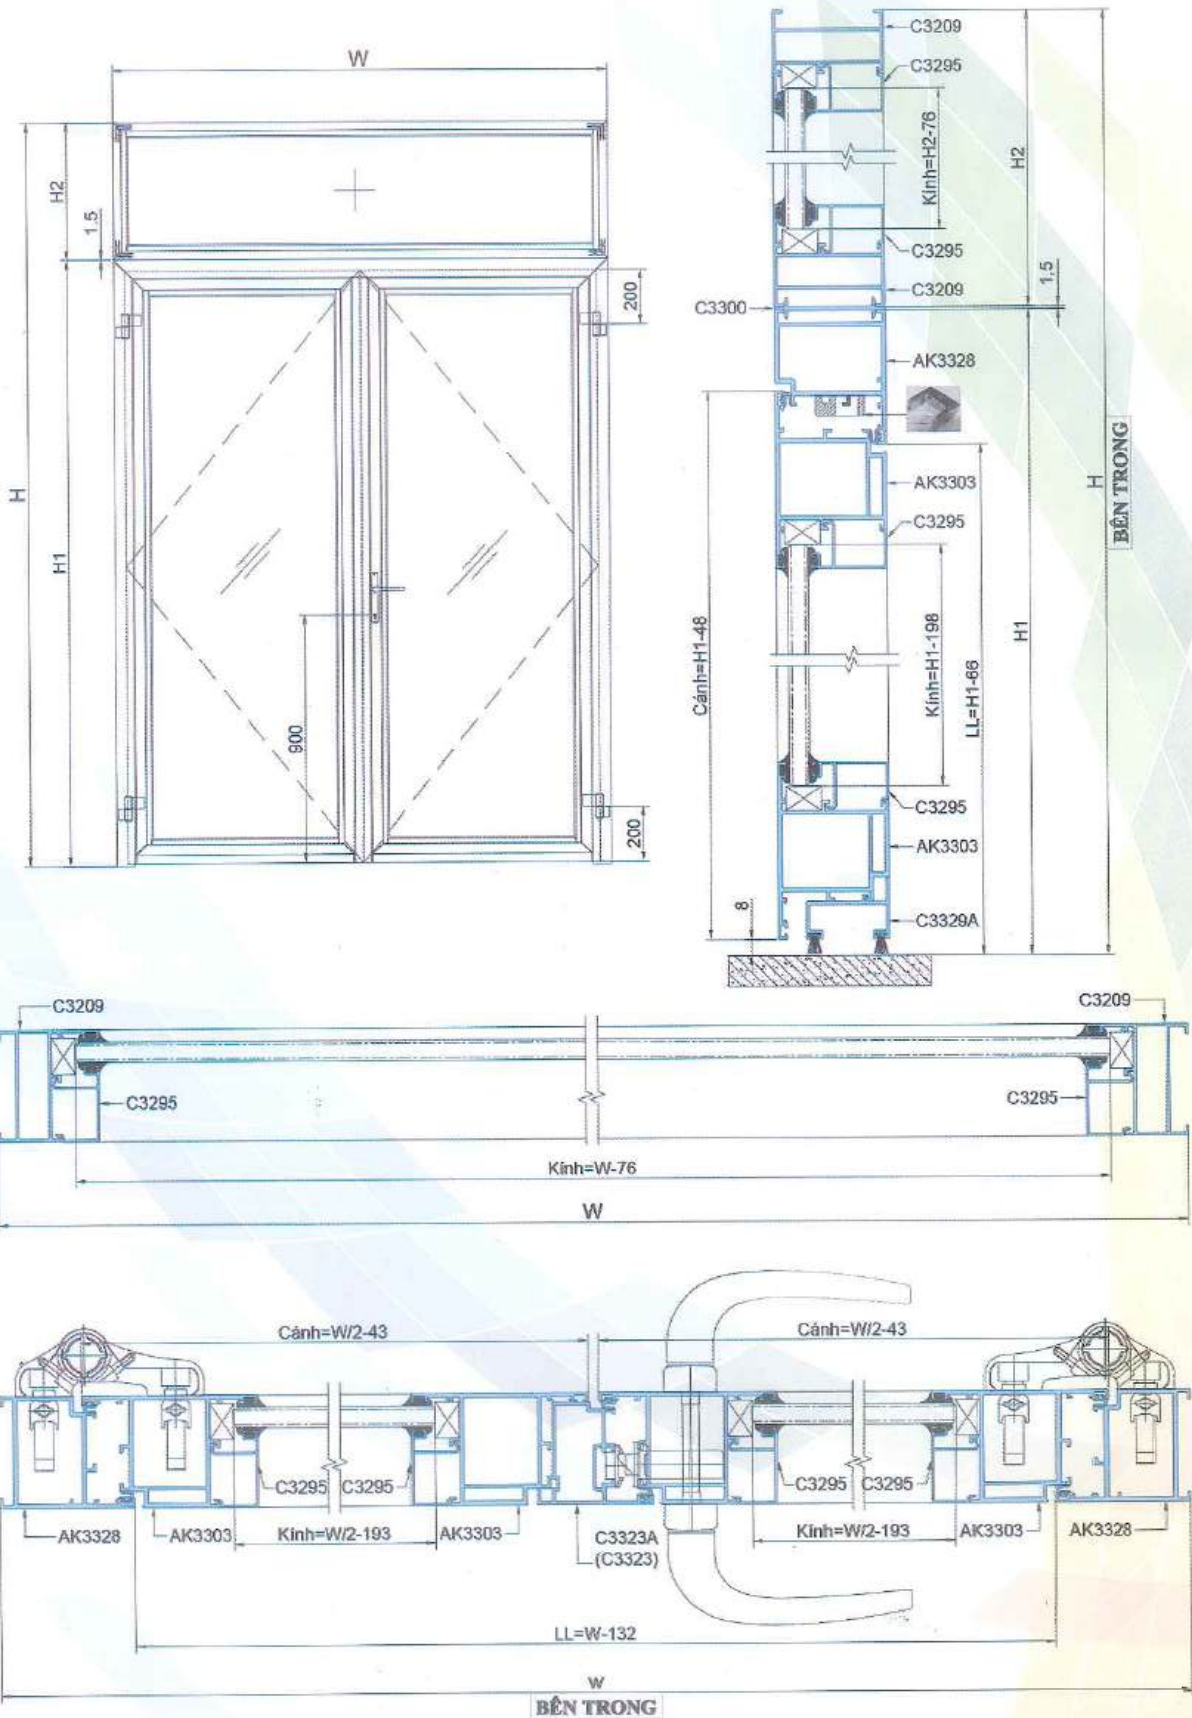 W
H
H2
1.5
H1
200
900
200
C3209
C3295
Kính=H2-76
H2
C3295
C3209
1,5
C3300
AK3328
H
BÊN TRONG
AK3303
C3295
Cánh=H1-48
Kính=H1-198
LL=H1-66
H1
C3295
AK3303
8
C3329A
C3209
C3209
C3295
C3295
Kính=W-76
W
Cánh=W/2-43
Cánh=W/2-43
C3295
C3295
C3295
C3295
AK3328
AK3303
Kính=W/2-193
AK3303
C3323A
(C3323)
Kính=W/2-193
AK3303
AK3328
LL=W-132
W
BÊN TRONG